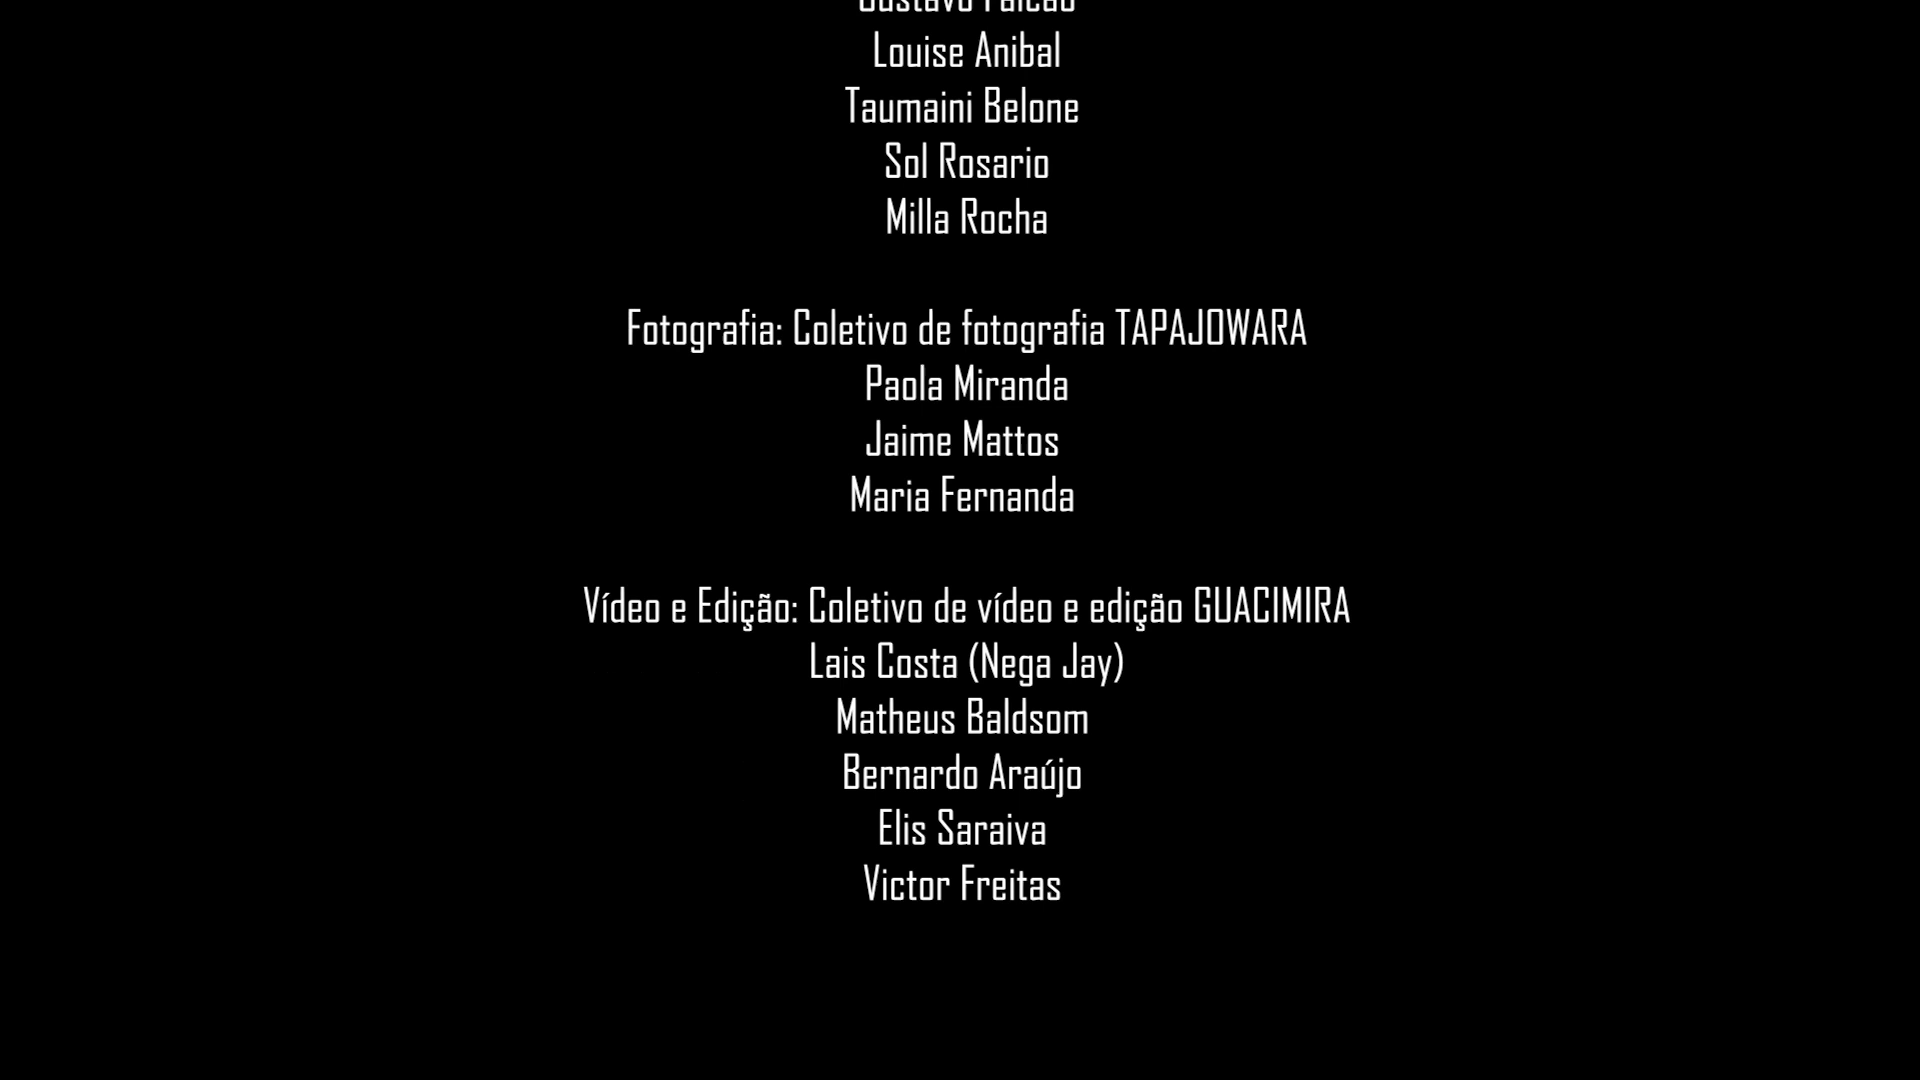 Gustavo Falcão
Louise Anibal
Taumaini Belone
Sol Rosario
Milla Rocha
Fotografia: Coletivo de fotografia TAPAJOWARA
Paola Miranda
Jaime Mattos
Maria Fernanda
Vídeo e Edição: Coletivo de vídeo e edição GUACIMIRA
Lais Costa (Nega Jay)
Matheus Baldsom
Bernardo Araújo
Elis Saraiva
Victor Freitas